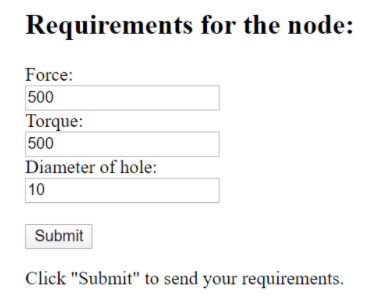 Requirements for the node:
Force:
500
Torque:
500
Diameter of hole:
10
Submit
Click "Submit" to send your requirements.